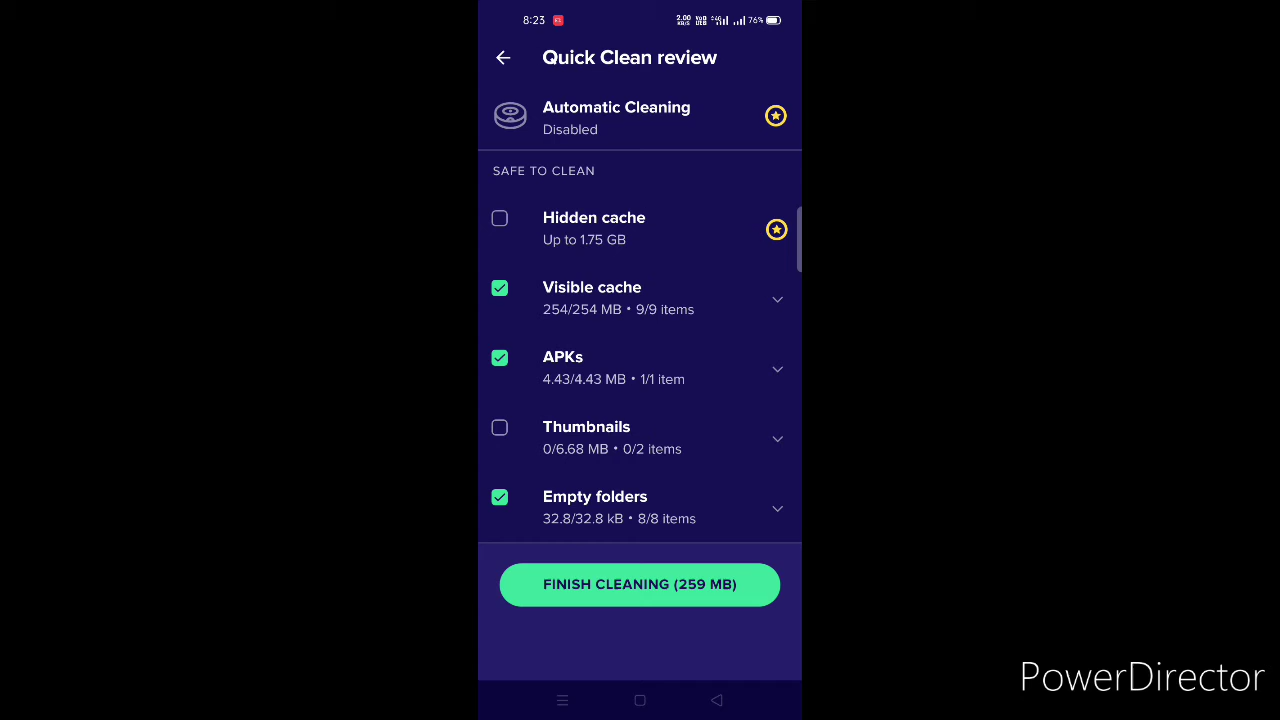 8:23
2.00 KB/S
76%
Quick Clean review
Automatic Cleaning
Disabled
SAFE TO CLEAN
Hidden cache
Up to 1.75 GB
Visible cache
254/254 MB • 9/9 items
APKs
4.43/4.43 MB • 1/1 item
Thumbnails
0/6.68 MB • 0/2 items
Empty folders
32.8/32.8 kB • 8/8 items
FINISH CLEANING (259 MB)
PowerDirector